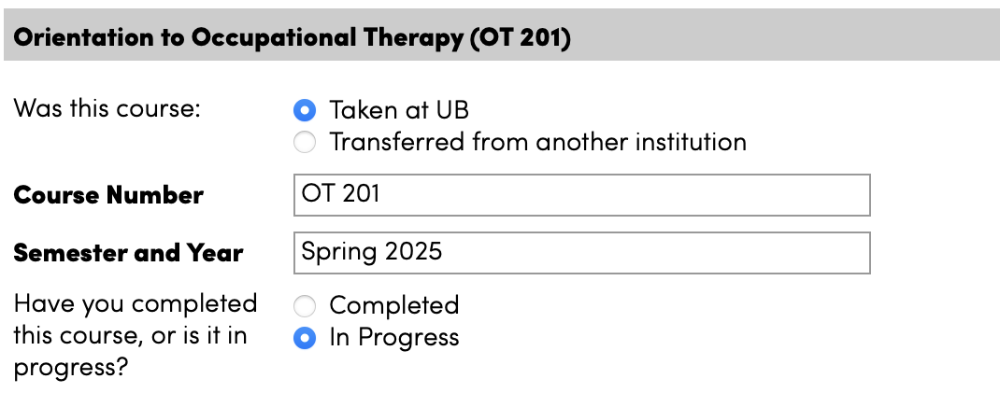 Orientation to Occupational Therapy (OT 201)
Was this course:
Taken at UB
Transferred from another institution
Course Number
OT 201
Semester and Year
Spring 2025
Have you completed
this course, or is it in
progress?
Completed
In Progress